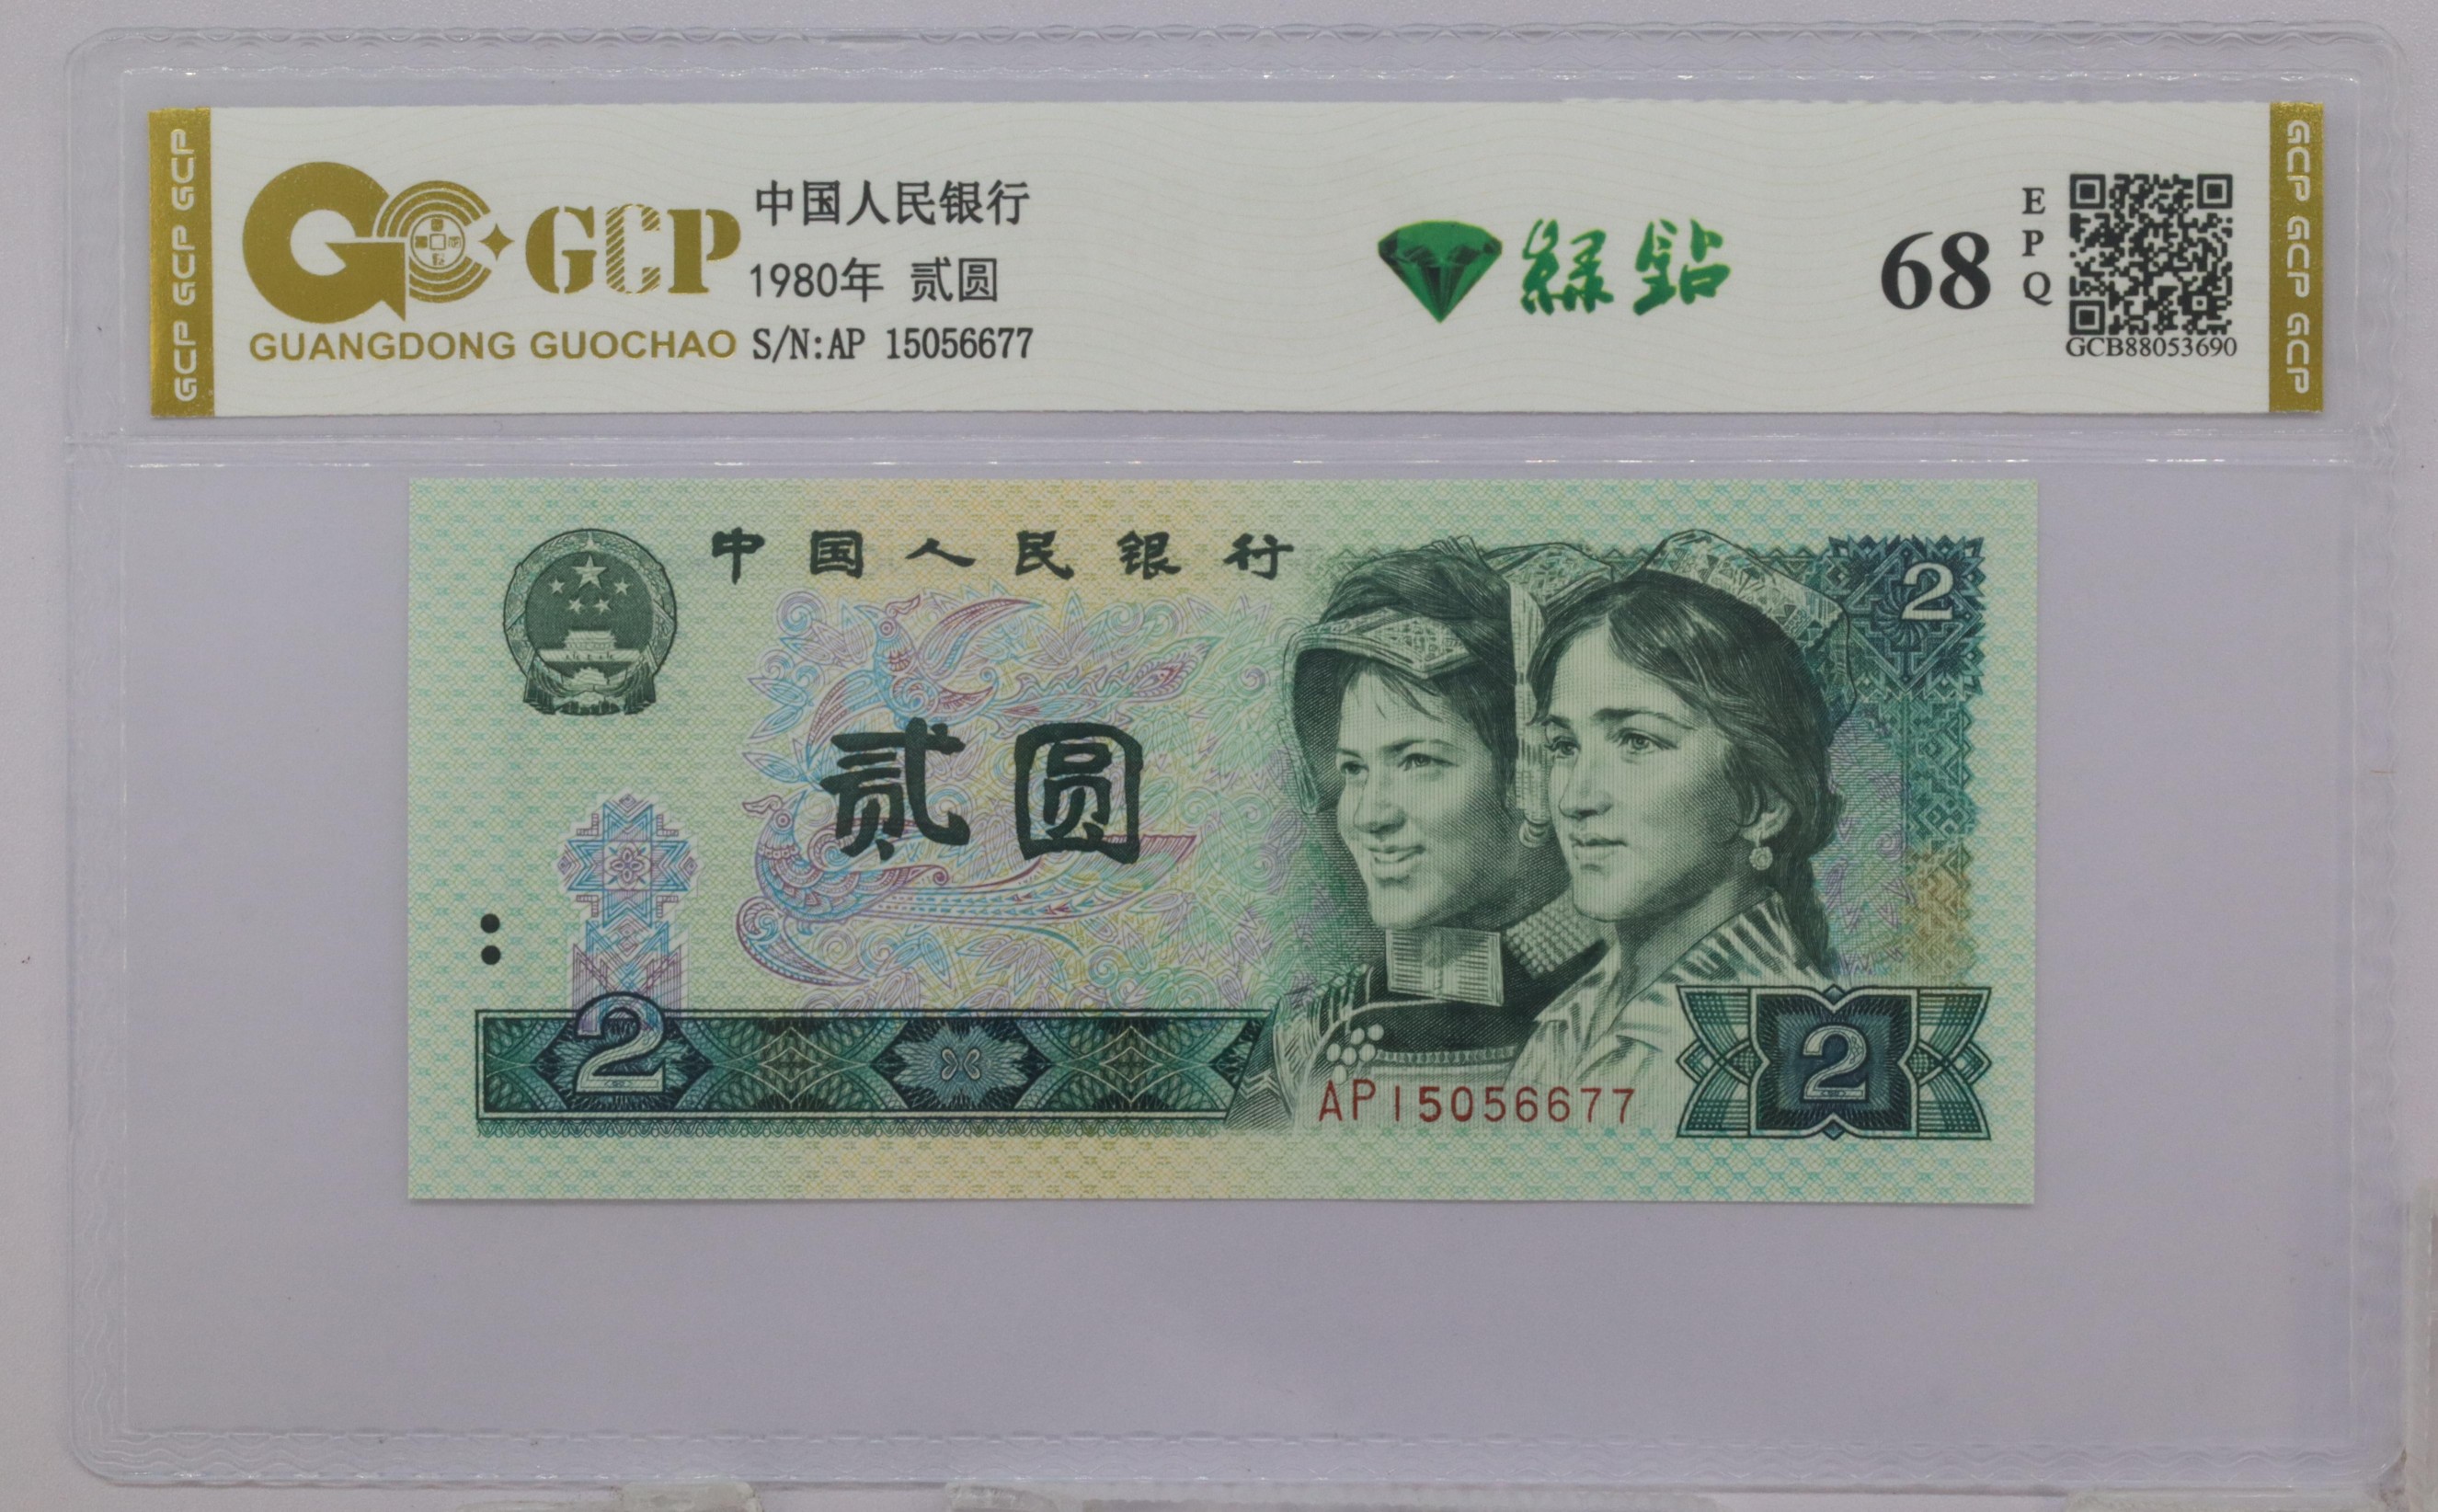 GCP GCP GCP
GCP
GUANGDONG GUOCHAO
中国人民银行
1980年 贰圆
S/N:AP 15056677
綠鉆
68
EPQ
GCB88053690
GCP GCP GCP
中国人民银行
2
贰圆
2
AP15056677
2